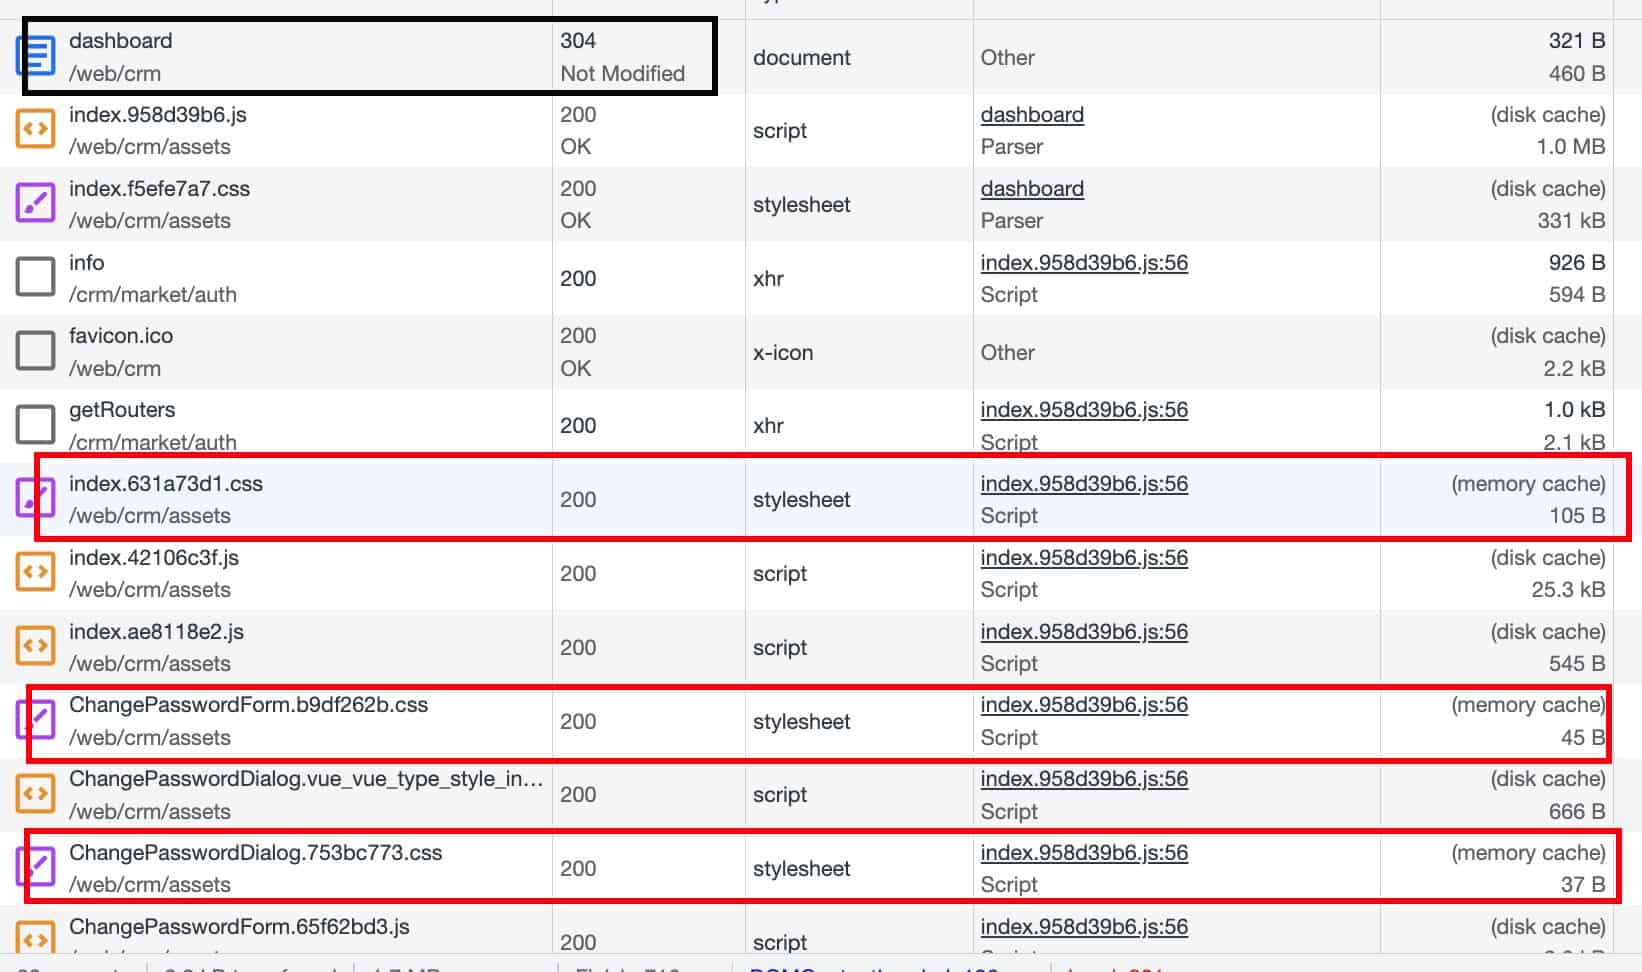 dashboard
/web/crm
304
Not Modified
document
Other
321 B
460 B
index.958d39b6.js
/web/crm/assets
200
OK
script
dashboard
Parser
(disk cache)
1.0 MB
index.f5efe7a7.css
/web/crm/assets
200
OK
stylesheet
dashboard
Parser
(disk cache)
331 kB
info
/crm/market/auth
200
xhr
index.958d39b6.js:56
Script
926 B
594 B
favicon.ico
/web/crm
200
OK
x-icon
Other
(disk cache)
2.2 kB
getRouters
/crm/market/auth
200
xhr
index.958d39b6.js:56
Script
1.0 kB
2.1 kB
index.631a73d1.css
/web/crm/assets
200
stylesheet
index.958d39b6.js:56
Script
(memory cache)
105 B
index.42106c3f.js
/web/crm/assets
200
script
index.958d39b6.js:56
Script
(disk cache)
25.3 kB
index.ae8118e2.js
/web/crm/assets
200
script
index.958d39b6.js:56
Script
(disk cache)
545 B
ChangePasswordForm.b9df262b.css
/web/crm/assets
200
stylesheet
index.958d39b6.js:56
Script
(memory cache)
45 B
ChangePasswordDialog.vue_vue_type_style_in…
/web/crm/assets
200
script
index.958d39b6.js:56
Script
(disk cache)
666 B
ChangePasswordDialog.753bc773.css
/web/crm/assets
200
stylesheet
index.958d39b6.js:56
Script
(memory cache)
37 B
ChangePasswordForm.65f62bd3.js
200
script
index.958d39b6.js:56
(disk cache)